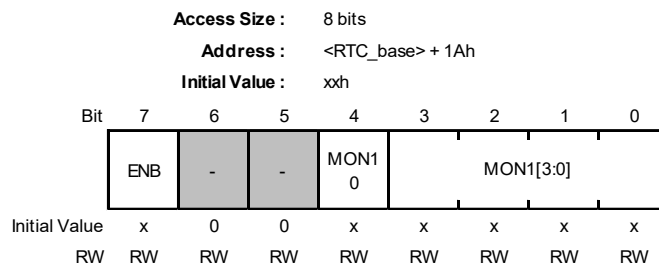 Access Size : 8 bits
Address : <RTC_base> + 1Ah
Initial Value : xxh
Bit 7 6 5 4 3 2 1 0
ENB - - MON1 0 MON1[3:0]
Initial Value x 0 0 x x x x x
RW RW RW RW RW RW RW RW RW